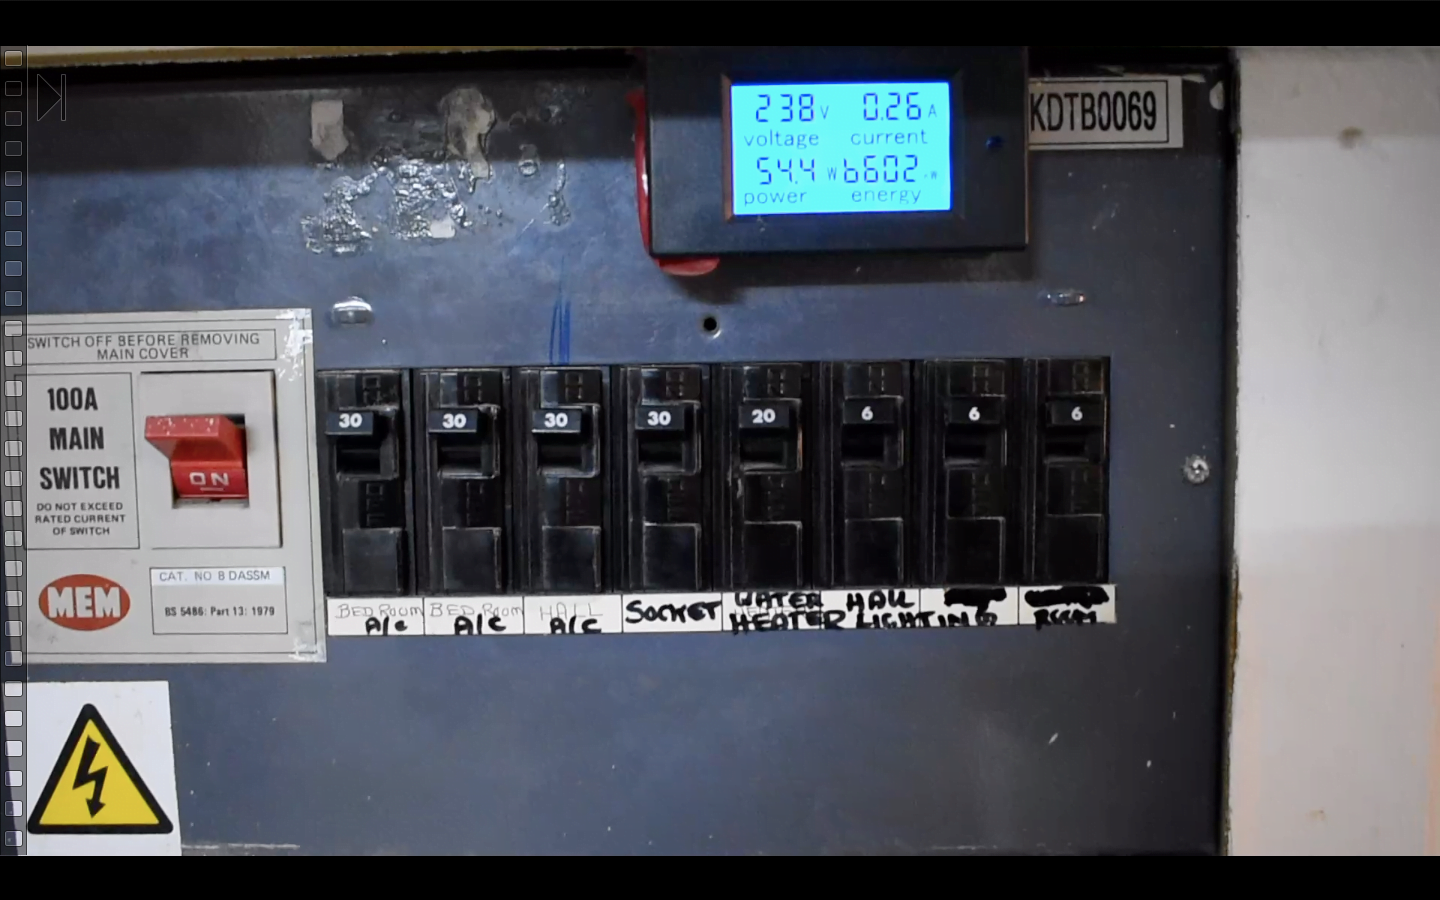 238V 0.26A
voltage current
54.4 W 6602
power energy
KDTB0069
SWITCH OFF BEFORE REMOVING
MAIN COVER
100A
MAIN
SWITCH
DO NOT EXCEED
RATED CURRENT
OF SWITCH
ON
MEM
CAT. NO 8 DASSM
BS 5486: Part 13: 1979
30 30 30 30 20 6 6 6
BED ROOM
A/C
BED ROOM
A/C
HALL
A/C
SOCKET
WATER
HEATER
HALL
LIGHTING
ROOM